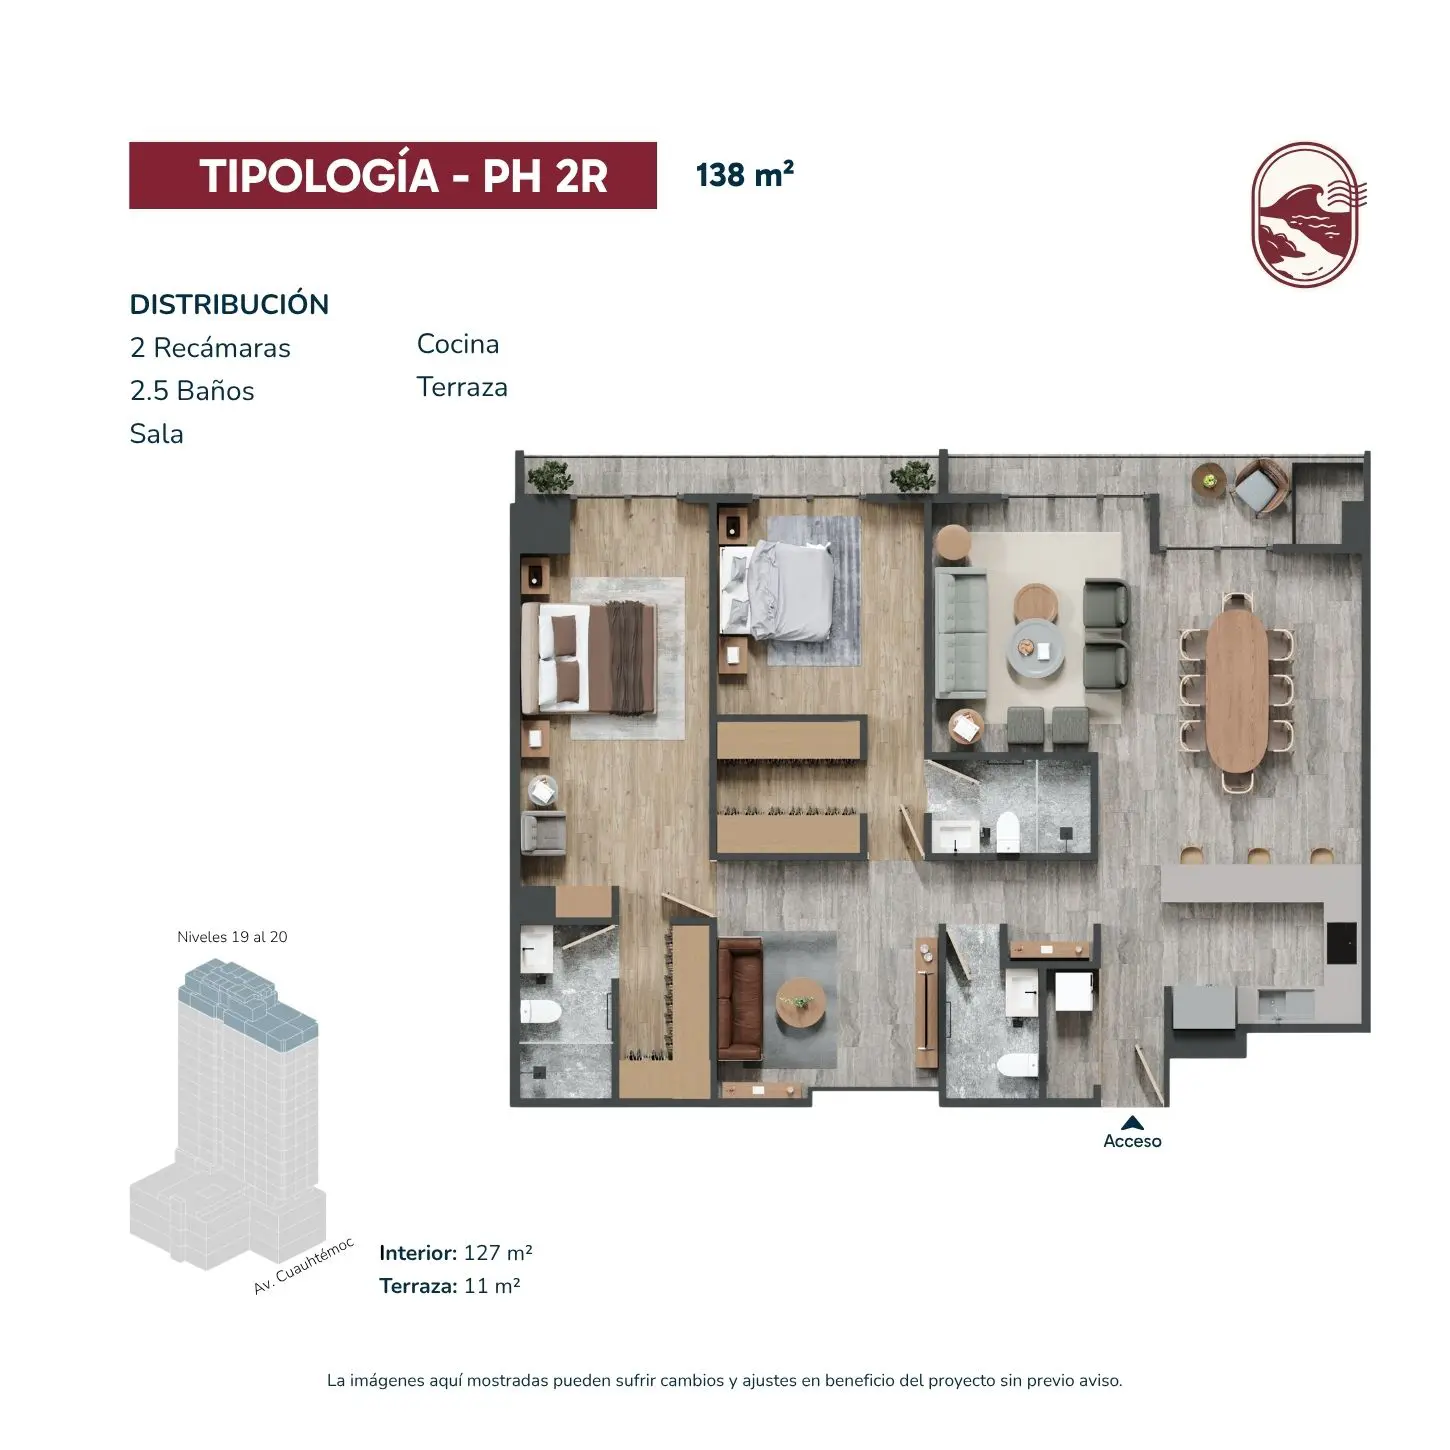 TIPOLOGÍA - PH 2R
138 m²
DISTRIBUCIÓN
2 Recámaras
2.5 Baños
Sala
Cocina
Terraza
Niveles 19 al 20
Av. Cuauhtémoc
Acceso
Interior: 127 m²
Terraza: 11 m²
La imágenes aquí mostradas pueden sufrir cambios y ajustes en beneficio del proyecto sin previo aviso.